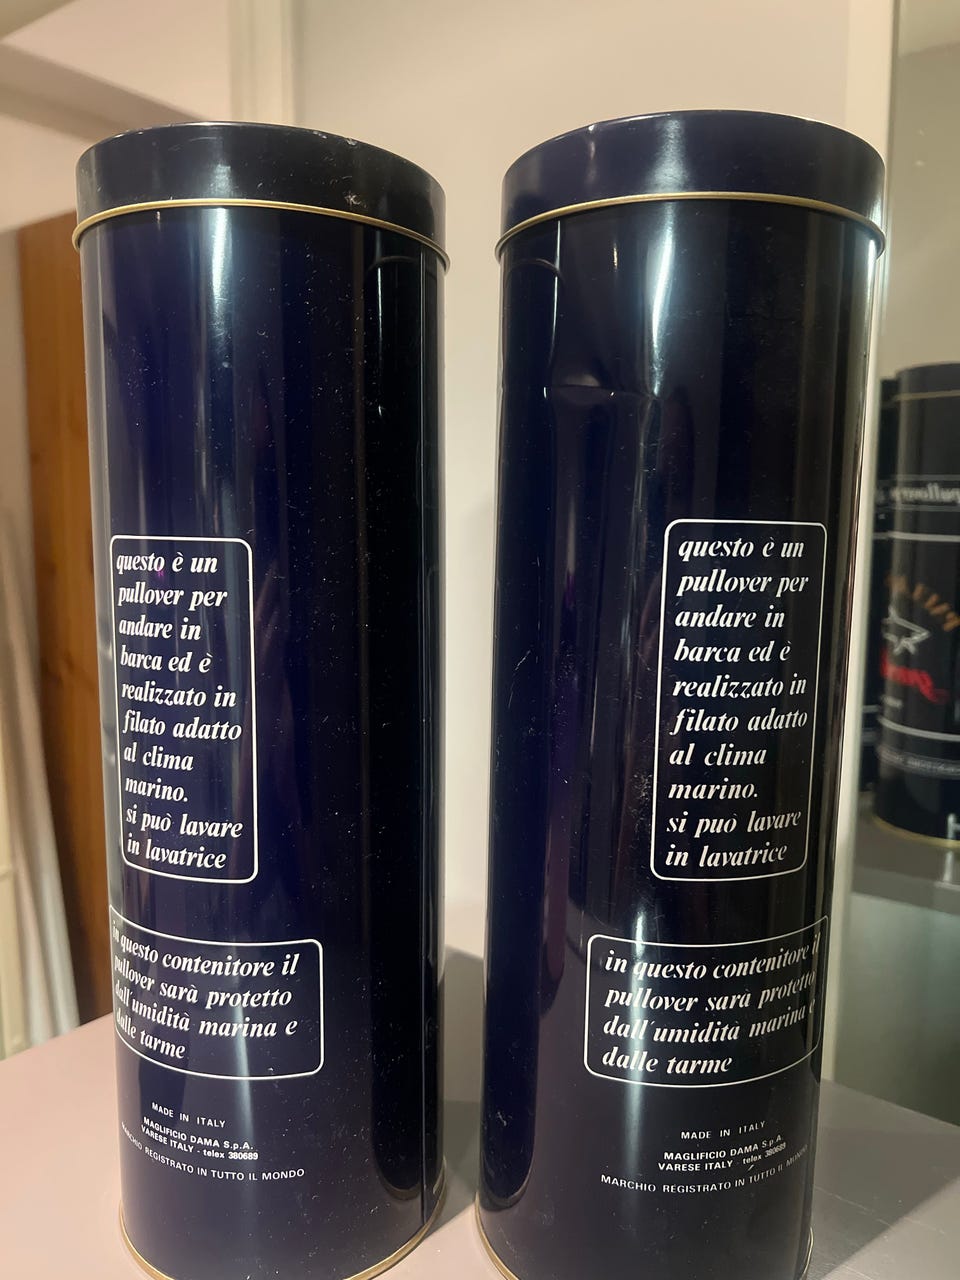 questo è un
pullover per
andare in
barca ed è
realizzato in
filato adatto
al clima
marino.
si può lavare
in lavatrice
in questo contenitore il
pullover sarà protetto
dall'umidità marina e
dalle tarme
MADE IN ITALY
MAGLIFICIO DAMA S.p.A.
VARESE ITALY - telex 380689
MARCHIO REGISTRATO IN TUTTO IL MONDO
questo è un
pullover per
andare in
barca ed è
realizzato in
filato adatto
al clima
marino.
si può lavare
in lavatrice
in questo contenitore il
pullover sarà protetto
dall'umidità marina e
dalle tarme
MADE IN ITALY
MAGLIFICIO DAMA S.p.A.
VARESE ITALY - telex 380689
MARCHIO REGISTRATO IN TUTTO IL MONDO